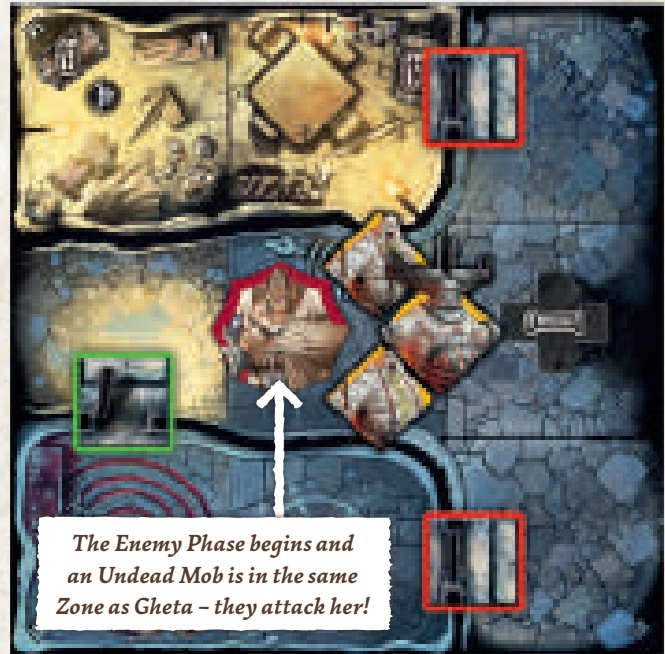 The Enemy Phase begins and
an Undead Mob is in the same
Zone as Gheta – they attack her!